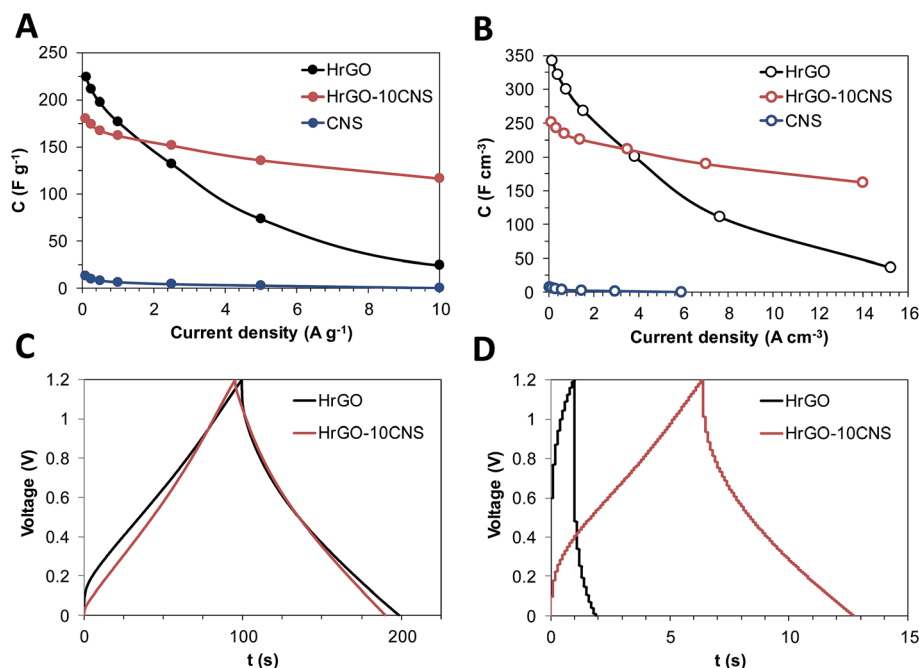 A
C (F g-1)
250
200
150
100
50
0
0
2
4
6
8
10
Current density (A g-1)
HrGO
HrGO-10CNS
CNS
B
C (F cm-3)
350
300
250
200
150
100
50
0
0
2
4
6
8
10
12
14
16
Current density (A cm-3)
HrGO
HrGO-10CNS
CNS
C
Voltage (V)
1.2
1
0.8
0.6
0.4
0.2
0
0
100
200
t (s)
HrGO
HrGO-10CNS
D
Voltage (V)
1.2
1
0.8
0.6
0.4
0.2
0
0
5
10
15
t (s)
HrGO
HrGO-10CNS